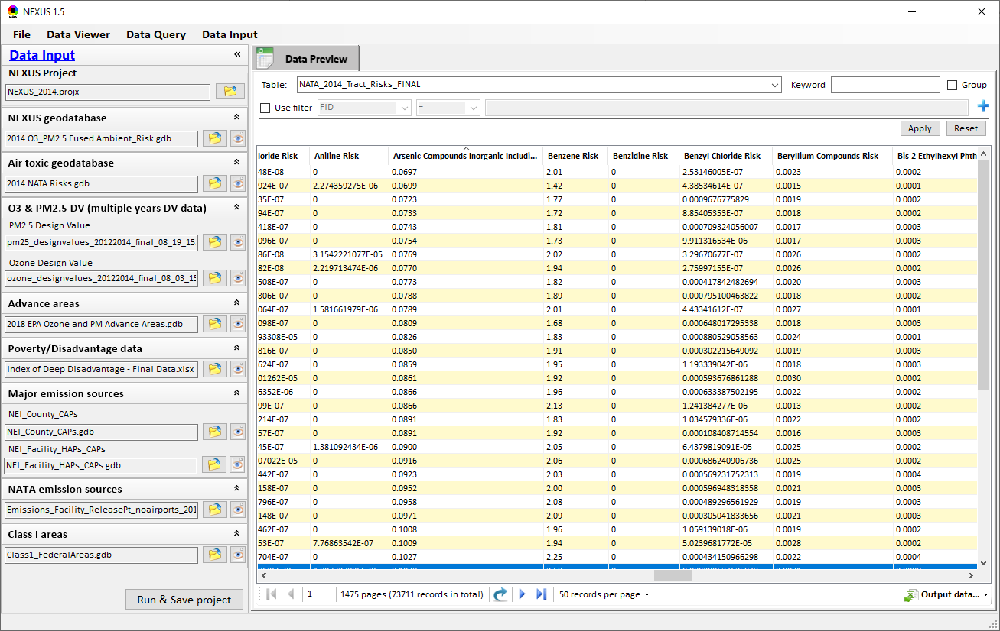 NEXUS 1.5
File Data Viewer Data Query Data Input
Data Input
NEXUS Project
NEXUS_2014.projx
NEXUS geodatabase
2014 O3_PM2.5 Fused Ambient_Risk.gdb
Air toxic geodatabase
2014 NATA Risks.gdb
O3 & PM2.5 DV (multiple years DV data)
PM2.5 Design Value
pm25_designvalues_20122014_final_08_19_15
Ozone Design Value
ozone_designvalues_20122014_final_08_03_15
Advance areas
2018 EPA Ozone and PM Advance Areas.gdb
Poverty/Disadvantage data
Index of Deep Disadvantage - Final Data.xlsx
Major emission sources
NEI_County_CAPs
NEI_County_CAPs.gdb
NEI_Facility_HAPs_CAPs
NEI_Facility_HAPs_CAPs.gdb
NATA emission sources
Emissions_Facility_ReleasePt_noairports_201
Class I areas
Class1_FederalAreas.gdb
Run & Save project
Data Preview
Table: NATA_2014_Tract_Risks_FINAL Keyword Group
Use filter FID =
Apply Reset
loride Risk Aniline Risk Arsenic Compounds Inorganic Includi... Benzene Risk Benzidine Risk Benzyl Chloride Risk Beryllium Compounds Risk Bis 2 Ethylhexyl Phth
48E-08 0 0.0697 2.01 0 2.53146005E-07 0.0023 0.0002
924E-07 2.274359275E-06 0.0699 1.42 0 4.38534614E-07 0.0015 0.0001
35E-07 0 0.0723 1.77 0 0.0009676775829 0.0019 0.0002
94E-07 0 0.0733 1.72 0 8.85405353E-07 0.0018 0.0002
418E-07 0 0.0743 1.81 0 0.000709324056007 0.0017 0.0003
096E-07 0 0.0754 1.73 0 9.911316534E-06 0.0017 0.0003
86E-08 3.1542221077E-05 0.0769 2.02 0 3.29670677E-07 0.0026 0.0002
82E-08 2.219713474E-06 0.0770 1.94 0 2.75997155E-07 0.0026 0.0002
508E-07 0 0.0773 1.82 0 0.000417842482694 0.0020 0.0003
306E-07 0 0.0788 1.89 0 0.000795100463822 0.0018 0.0002
064E-07 1.581661979E-06 0.0789 2.01 0 4.43341612E-07 0.0027 0.0001
098E-07 0 0.0809 1.68 0 0.000648017295338 0.0018 0.0003
93308E-05 0 0.0826 1.83 0 0.000880529058563 0.0024 0.0001
816E-07 0 0.0850 1.91 0 0.000302215649092 0.0019 0.0003
624E-07 0 0.0859 1.95 0 1.193339042E-06 0.0018 0.0003
01262E-05 0 0.0861 1.92 0 0.000593676861288 0.0030 0.0002
6352E-06 0 0.0866 1.96 0 0.000633387502195 0.0022 0.0002
99E-07 0 0.0866 2.13 0 1.241384277E-06 0.0013 0.0002
214E-07 0 0.0891 1.83 0 1.034579336E-06 0.0022 0.0002
57E-07 0 0.0891 1.92 0 0.000108408714554 0.0016 0.0003
45E-07 1.381092434E-06 0.0900 2.05 0 6.4379819091E-05 0.0025 0.0002
07022E-05 0 0.0916 2.06 0 0.000686240906736 0.0025 0.0002
442E-07 0 0.0923 2.03 0 0.000569231752313 0.0019 0.0004
158E-07 0 0.0952 2.00 0 0.000596948318358 0.0021 0.0003
796E-07 0 0.0958 2.08 0 0.000489296561929 0.0019 0.0003
148E-07 0 0.0971 2.09 0 0.000305041833656 0.0021 0.0003
462E-07 0 0.1008 1.96 0 1.059139018E-06 0.0019 0.0002
53E-07 7.76863542E-07 0.1009 1.94 0 5.0239681772E-05 0.0028 0.0002
704E-07 0 0.1027 2.25 0 0.000434150966298 0.0022 0.0004
1 1475 pages (73711 records in total) 50 records per page Output data...